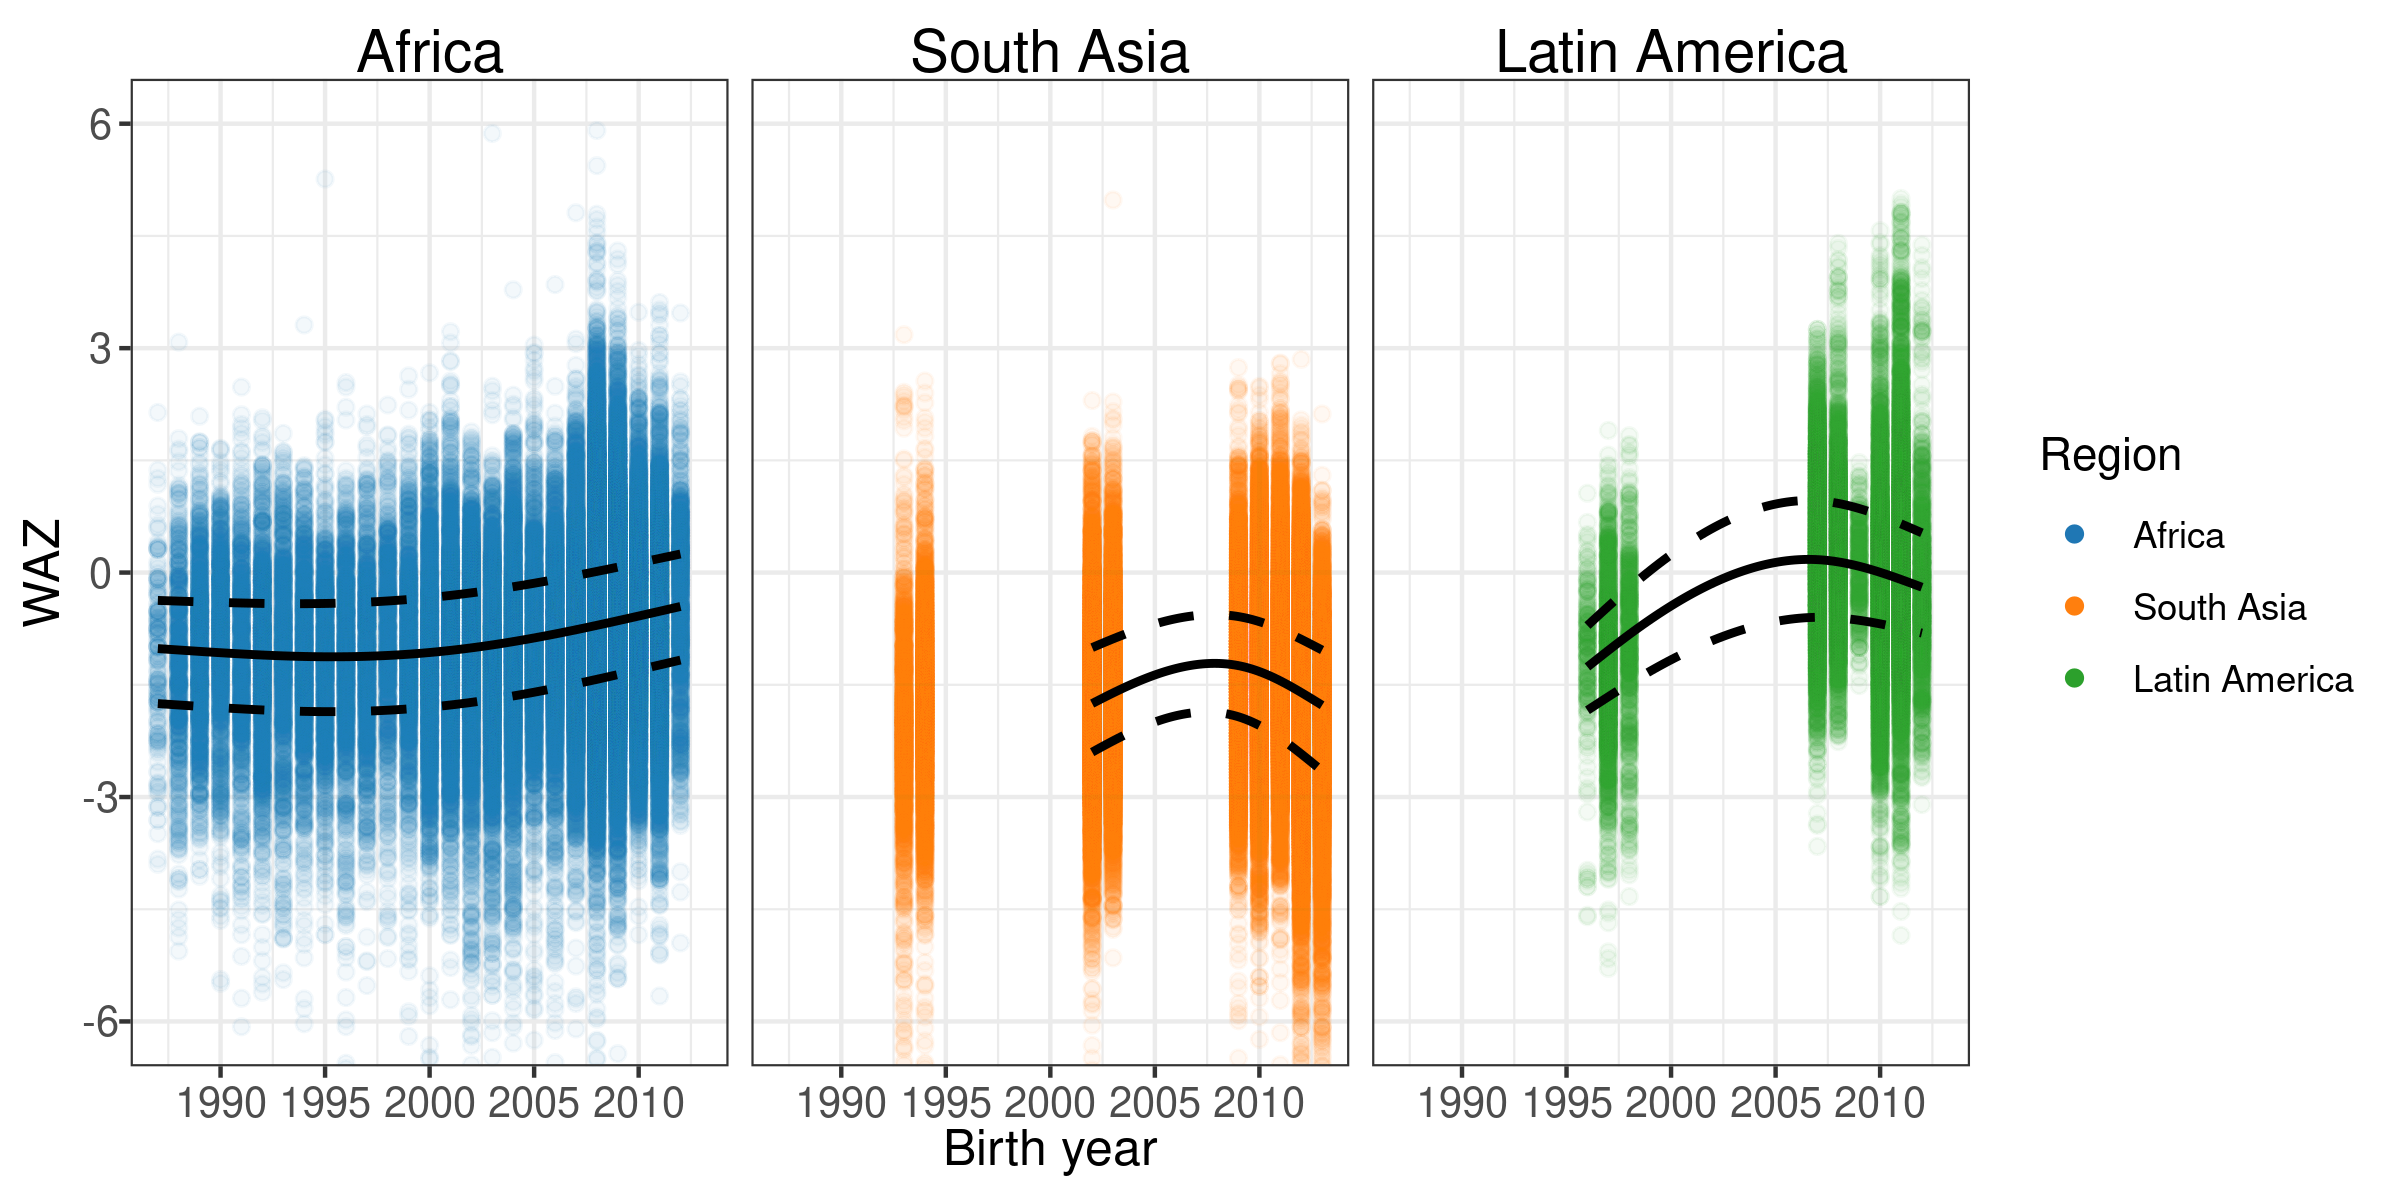 Africa South Asia Latin America
6
3
0
-3
-6
WAZ
1990 1995 2000 2005 2010 1990 1995 2000 2005 2010 1990 1995 2000 2005 2010
Birth year
Region
Africa
South Asia
Latin America